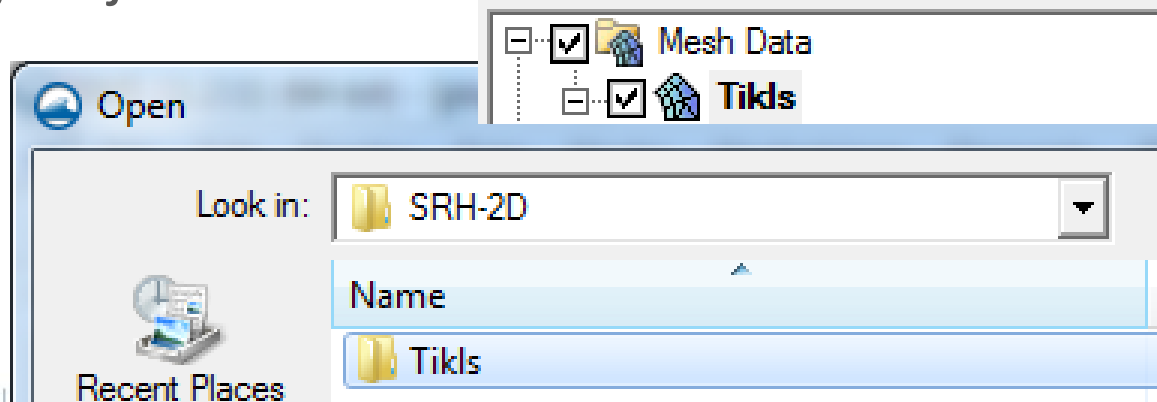 Mesh Data
Tikls
Open
Look in: SRH-2D
Name
Tikls
Recent Places